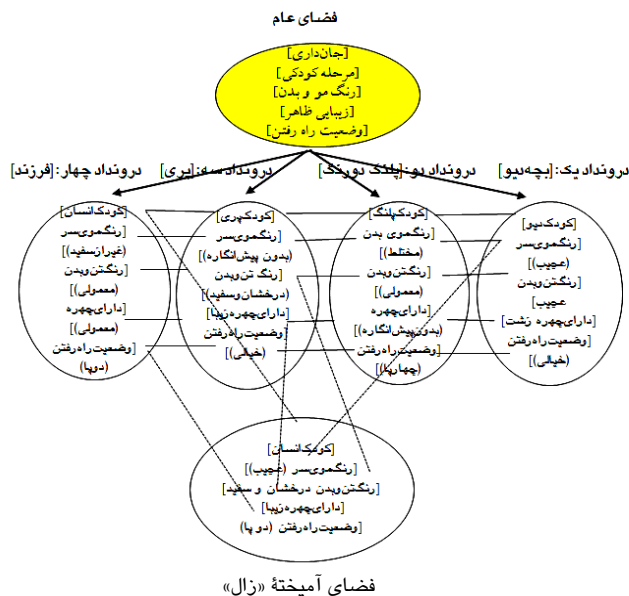 فضای عام
[جان‌داری]
[مرحله کودکی]
[رنگ مو و بدن]
[زیبایی ظاهر]
[وضعیت راه رفتن]
درونداد یک:[بچه‌دیو]
درونداد دو:[پلنگ دورنگ]
درونداد سه:[پری]
درونداد چهار:[فرزند]
[کودک‌دیو
[رنگ‌موی‌سر
(عجیب)]
[رنگ‌تن‌وبدن
عجیب
[دارای‌چهره زشت]
[وضعیت‌راه‌رفتن
(خیالی)]
[کودک‌پلنگ]
[رنگ‌موی بدن
(مختلط)]
[رنگ‌تن‌وبدن
(معمولی)]
[دارای‌چهره
(بدون‌پیش‌انگاره)]
[وضعیت‌راه‌رفتن
(چهارپا)]
[کودک‌پری]
[رنگ‌موی‌سر
(بدون پیش‌انگاره)]
[رنگ تن‌وبدن
(درخشان‌وسفید)]
[دارای‌چهره‌زیبا]
[وضعیت‌راه‌رفتن
(خیالی)]
[کودک‌انسان]
[رنگ‌موی‌سر
(غیرازسفید)]
[رنگ‌تن‌وبدن
(معمولی)]
[دارای‌چهره
(معمولی)]
[وضعیت‌راه‌رفتن
(دوپا)
[کودک‌انسان]
[رنگ‌موی‌سر (عجیب)]
[رنگ‌تن‌وبدن درخشان و سفید]
[دارای‌چهره‌زیبا]
[وضعیت‌راه‌رفتن (دو پا)
فضای آمیختهٔ «زال»